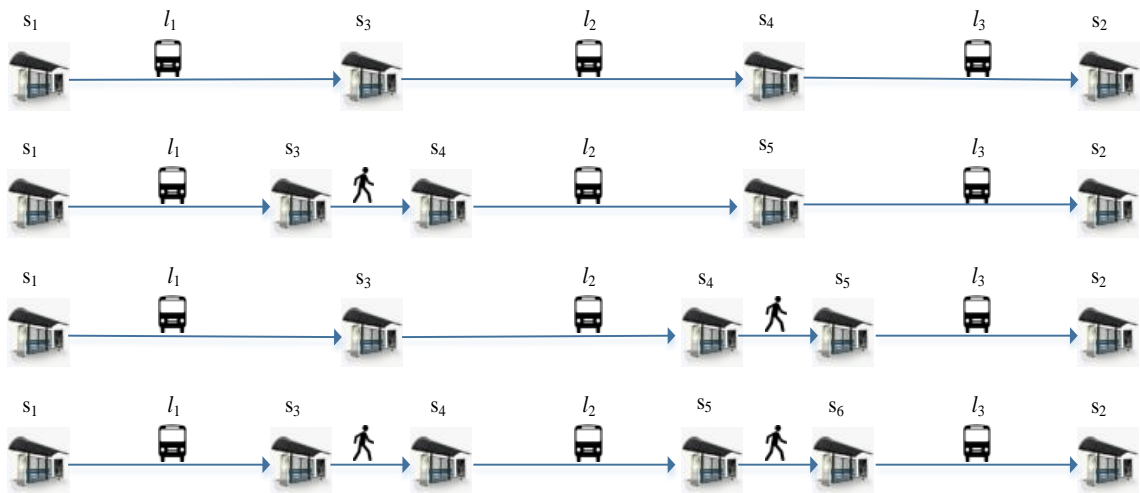 s₁ l₁ s₃ l₂ s₄ l₃ s₂
s₁ l₁ s₃ s₄ l₂ s₅ l₃ s₂
s₁ l₁ s₃ l₂ s₄ s₅ l₃ s₂
s₁ l₁ s₃ s₄ l₂ s₅ s₆ l₃ s₂